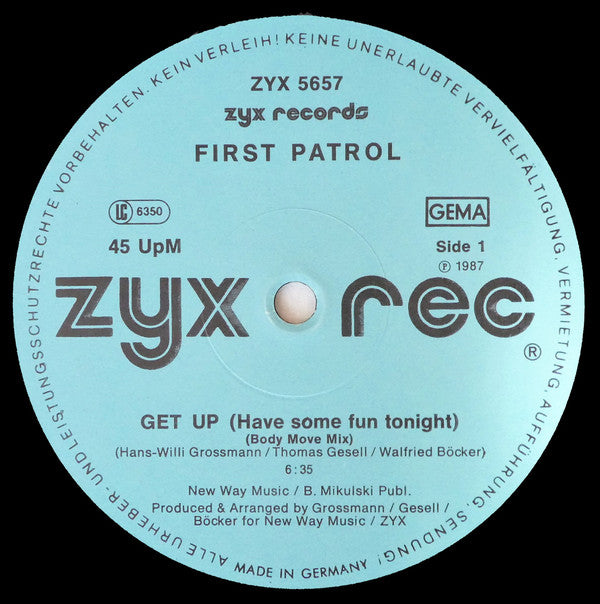 ALLE URHEBER- UND LEISTUNGSSCHUTZRECHTE VORBEHALTEN. KEIN VERLEIH! KEINE UNERLAUBTE VERVIELFÄLTIGUNG, VERMIETUNG, AUFFÜHRUNG, SENDUNG!
ZYX 5657
zyx records
FIRST PATROL
LC 6350
GEMA
45 UpM
Side 1
℗ 1987
zyx rec ®
GET UP (Have some fun tonight)
(Body Move Mix)
(Hans-Willi Grossmann / Thomas Gesell / Walfried Böcker)
6:35
New Way Music / B. Mikulski Publ.
Produced & Arranged by Grossmann / Gesell /
Böcker for New Way Music / ZYX
MADE IN GERMANY